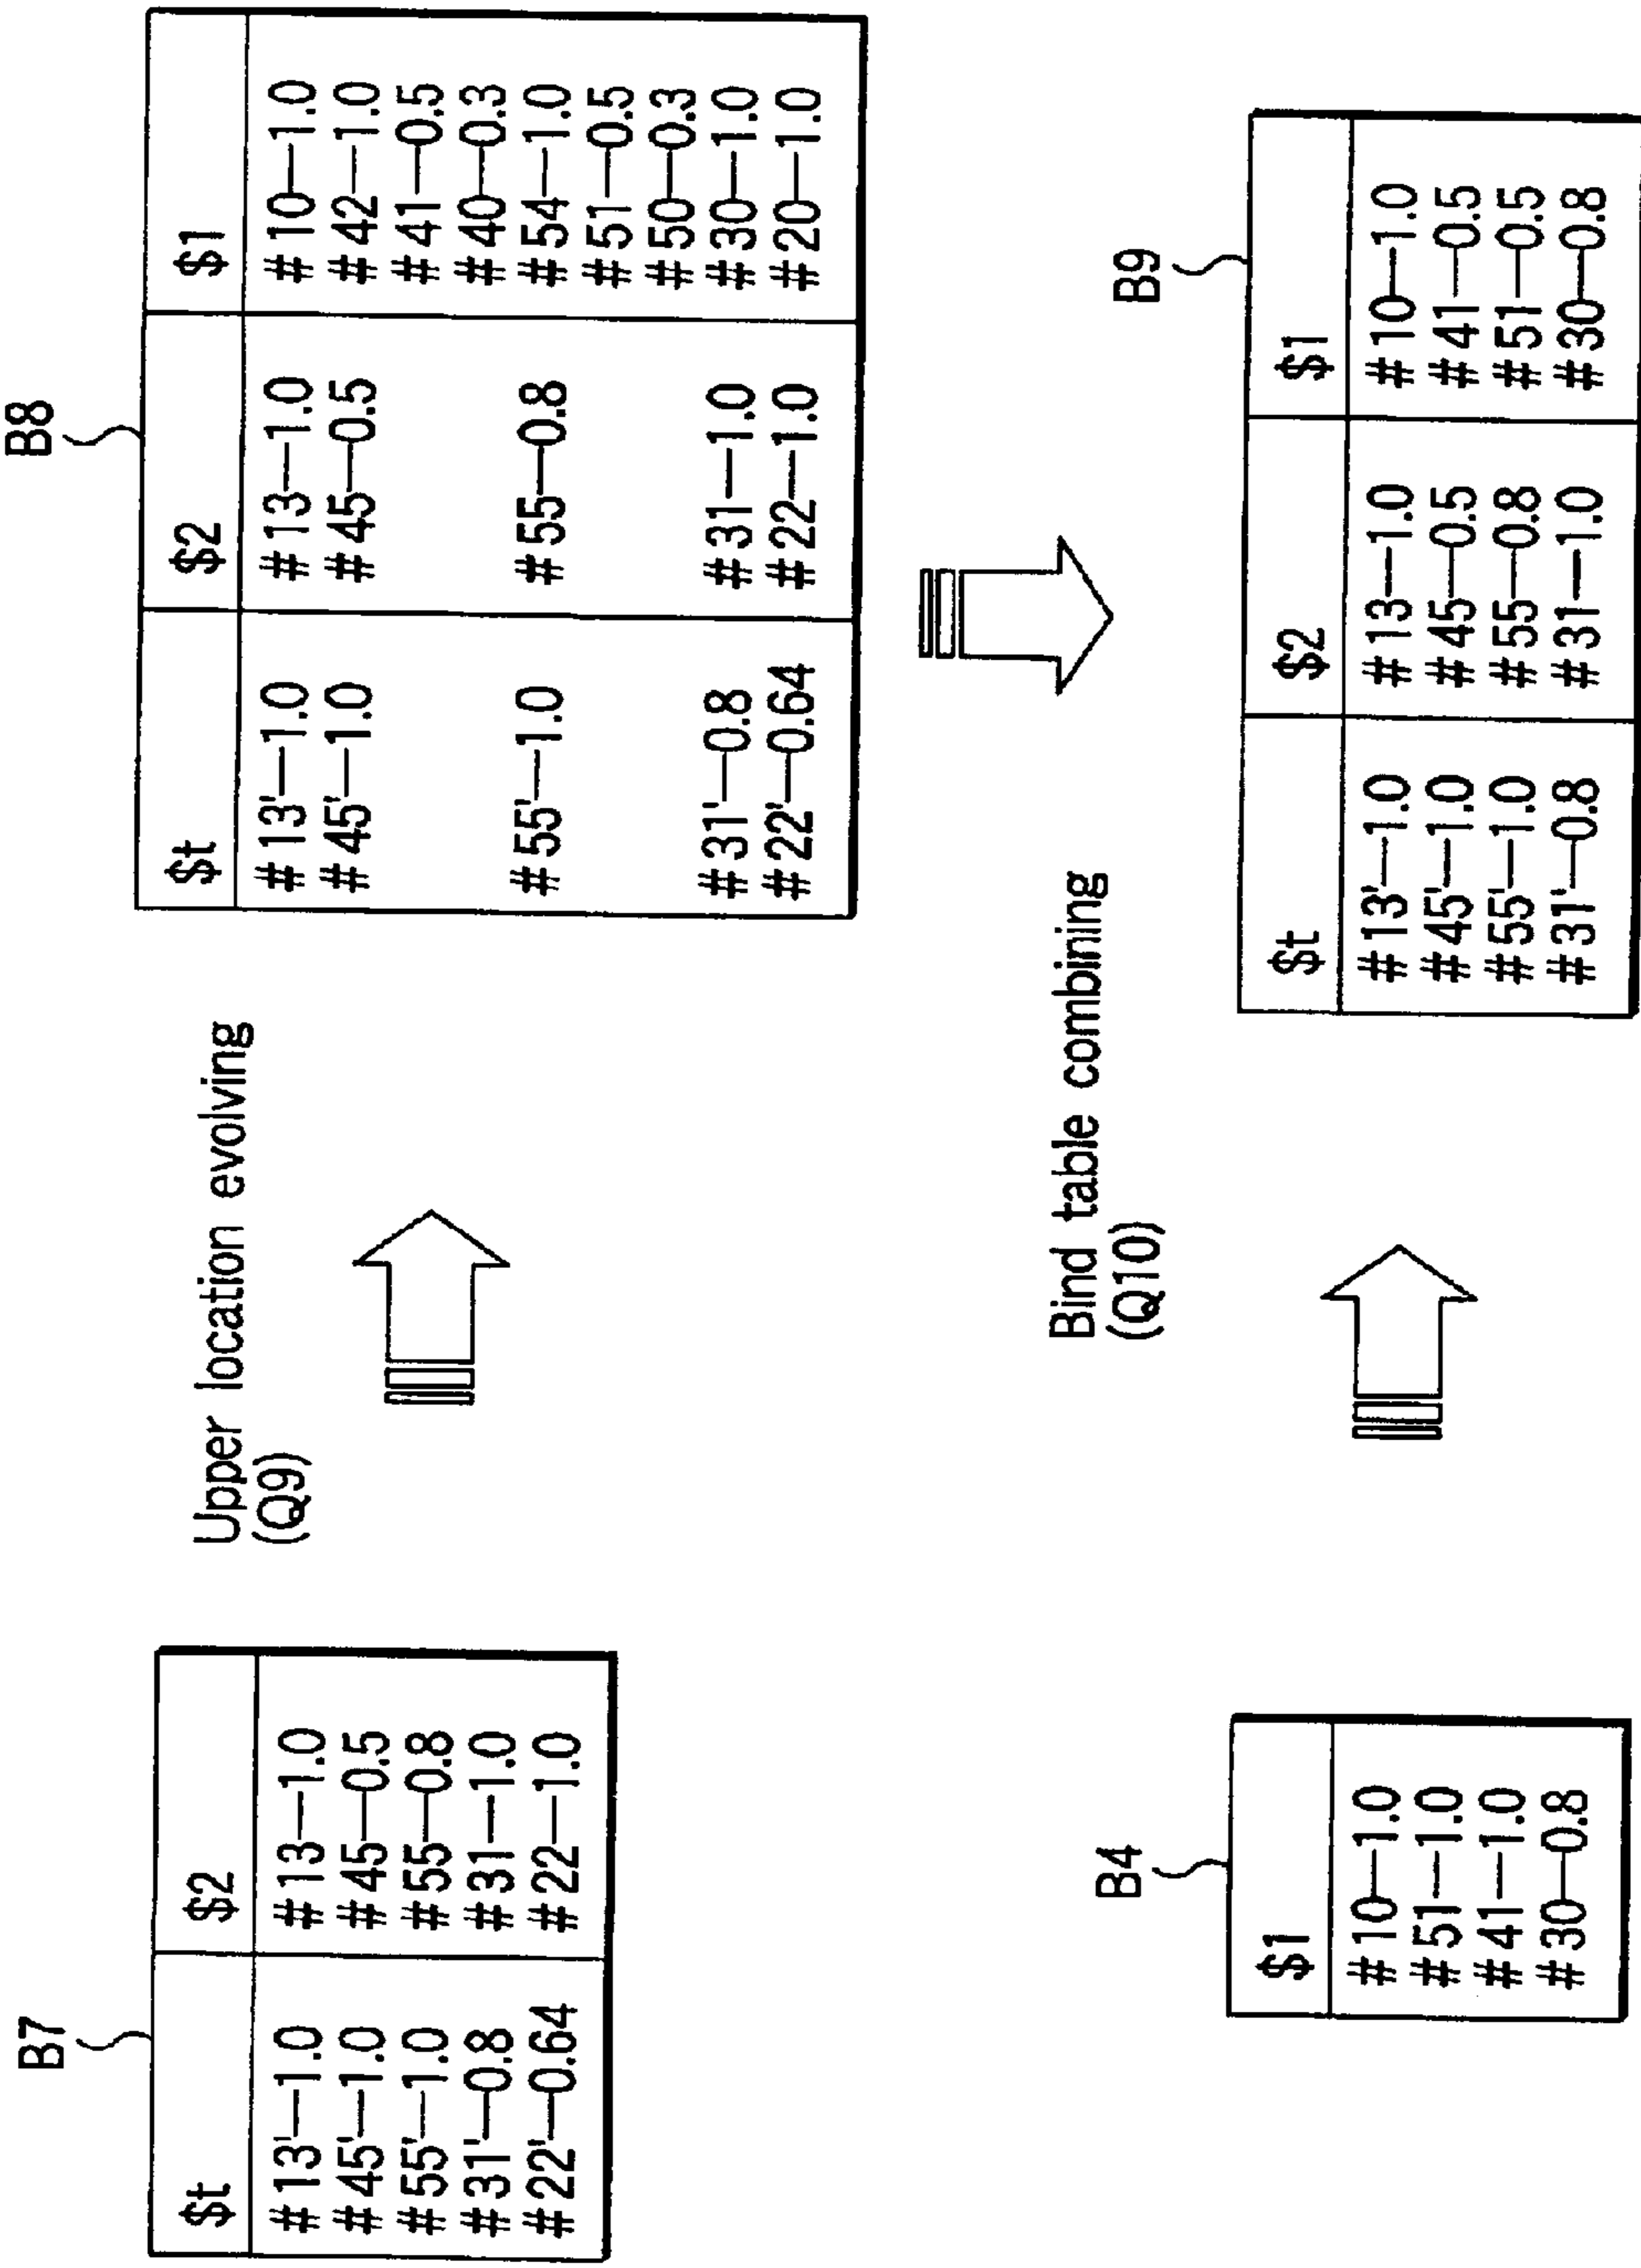 B7
$t $2
#13'—1.0 #13—1.0
#45'—1.0 #45—0.5
#55'—1.0 #55—0.8
#31'—0.8 #31—1.0
#22'—0.64 #22—1.0
Upper location evolving
(Q9)
B8
$t $2 $1
#13'—1.0 #13—1.0 #10—1.0
#45'—1.0 #45—0.5 #42—1.0
#41—0.5
#40—0.3
#55'—1.0 #55—0.8 #54—1.0
#51—0.5
#50—0.3
#31'—0.8 #31—1.0 #30—1.0
#22'—0.64 #22—1.0 #20—1.0
B4
$1
#10—1.0
#51—1.0
#41—1.0
#30—0.8
Bind table combining
(Q10)
B9
$t $2 $1
#13'—1.0 #13—1.0 #10—1.0
#45'—1.0 #45—0.5 #41—0.5
#55'—1.0 #55—0.8 #51—0.5
#31'—0.8 #31—1.0 #30—0.8